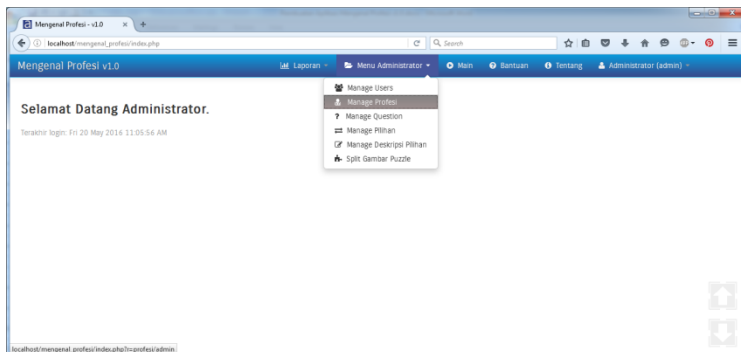 Mengenal Profesi - v1.0
localhost/mengenal_profesi/index.php
Search
Mengenal Profesi v1.0
Laporan
Menu Administrator
Main
Bantuan
Tentang
Administrator (admin)
Manage Users
Manage Profesi
Manage Question
Manage Pilihan
Manage Deskripsi Pilihan
Split Gambar Puzzle
Selamat Datang Administrator.
Terakhir login: Fri 20 May 2016 11:05:56 AM
localhost/mengenal_profesi/index.php?r=profesi/admin